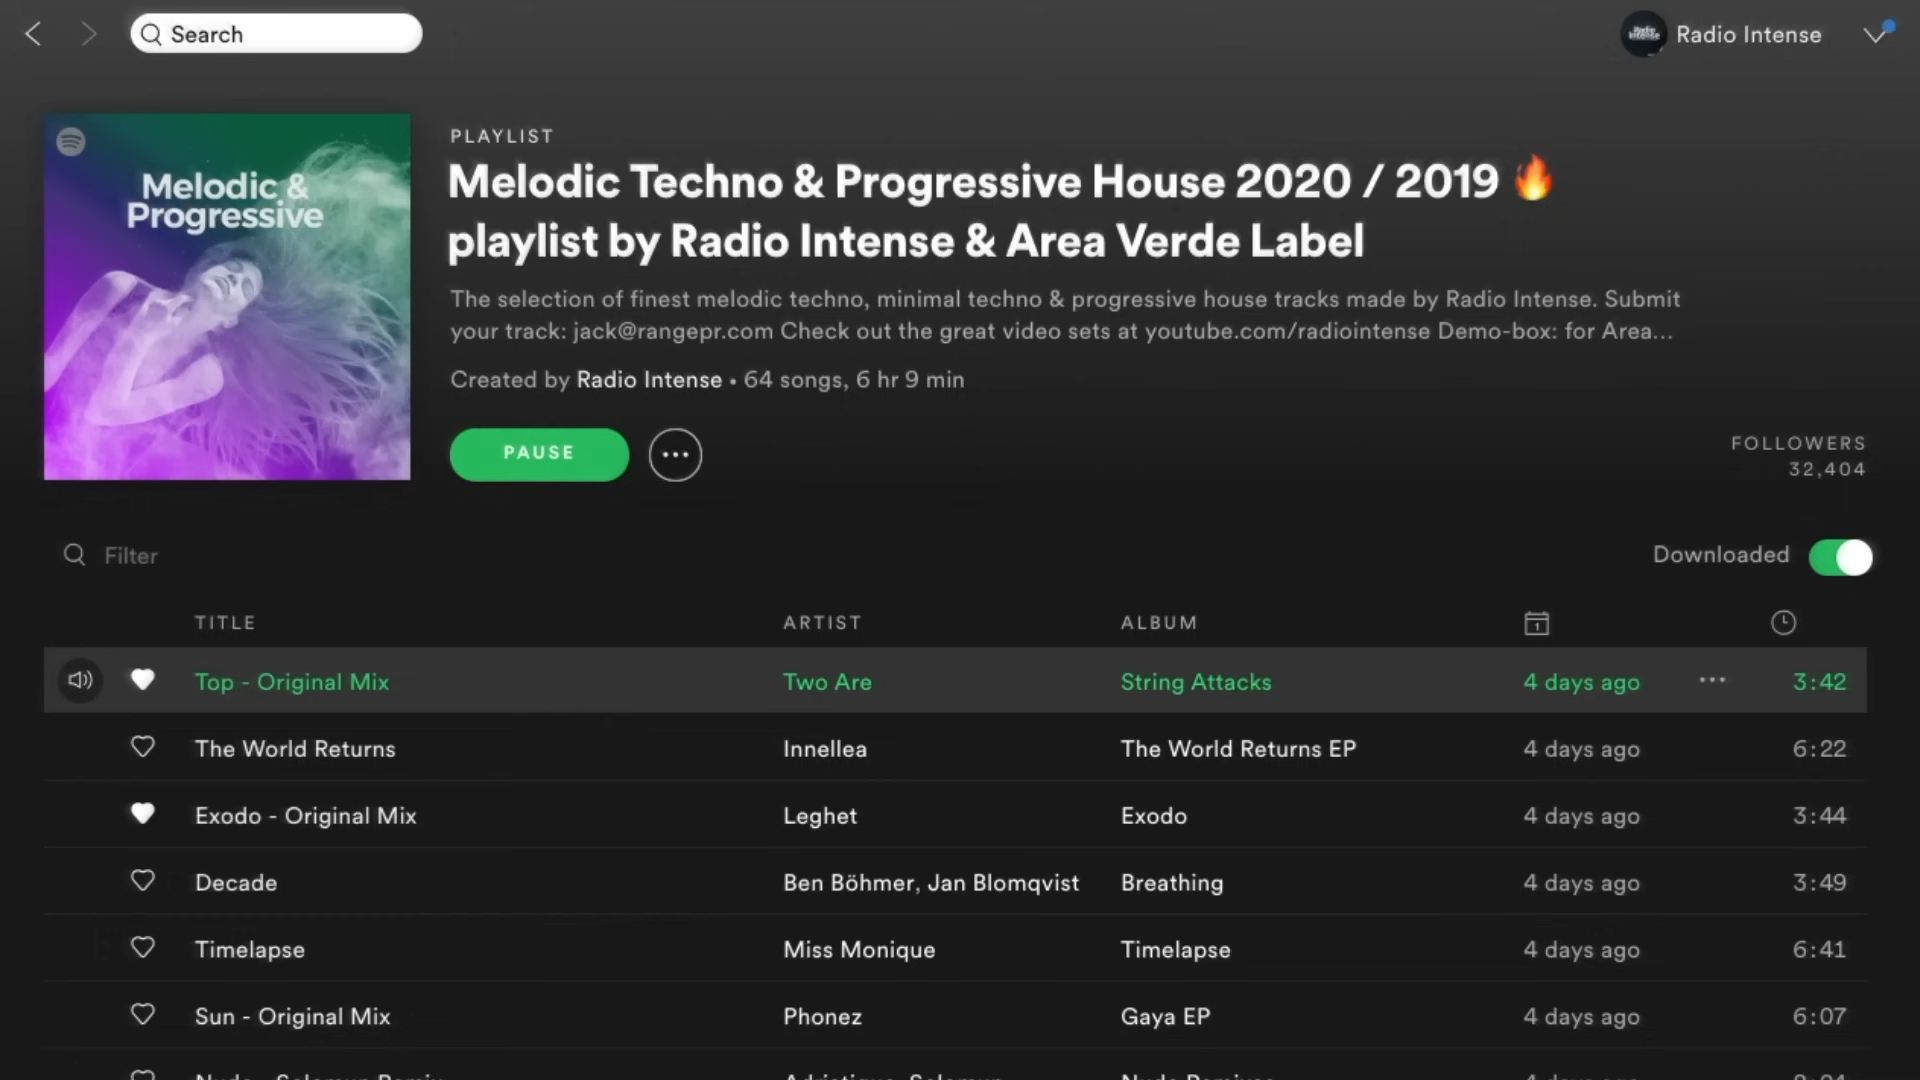 Search
Radio Intense
Melodic &
Progressive
PLAYLIST
Melodic Techno & Progressive House 2020 / 2019 🔥
playlist by Radio Intense & Area Verde Label
The selection of finest melodic techno, minimal techno & progressive house tracks made by Radio Intense. Submit
your track: jack@rangepr.com Check out the great video sets at youtube.com/radiointense Demo-box: for Area...
Created by Radio Intense • 64 songs, 6 hr 9 min
PAUSE
FOLLOWERS
32,404
Filter
Downloaded
TITLE ARTIST ALBUM
Top - Original Mix Two Are String Attacks 4 days ago 3:42
The World Returns Innellea The World Returns EP 4 days ago 6:22
Exodo - Original Mix Leghet Exodo 4 days ago 3:44
Decade Ben Böhmer, Jan Blomqvist Breathing 4 days ago 3:49
Timelapse Miss Monique Timelapse 4 days ago 6:41
Sun - Original Mix Phonez Gaya EP 4 days ago 6:07